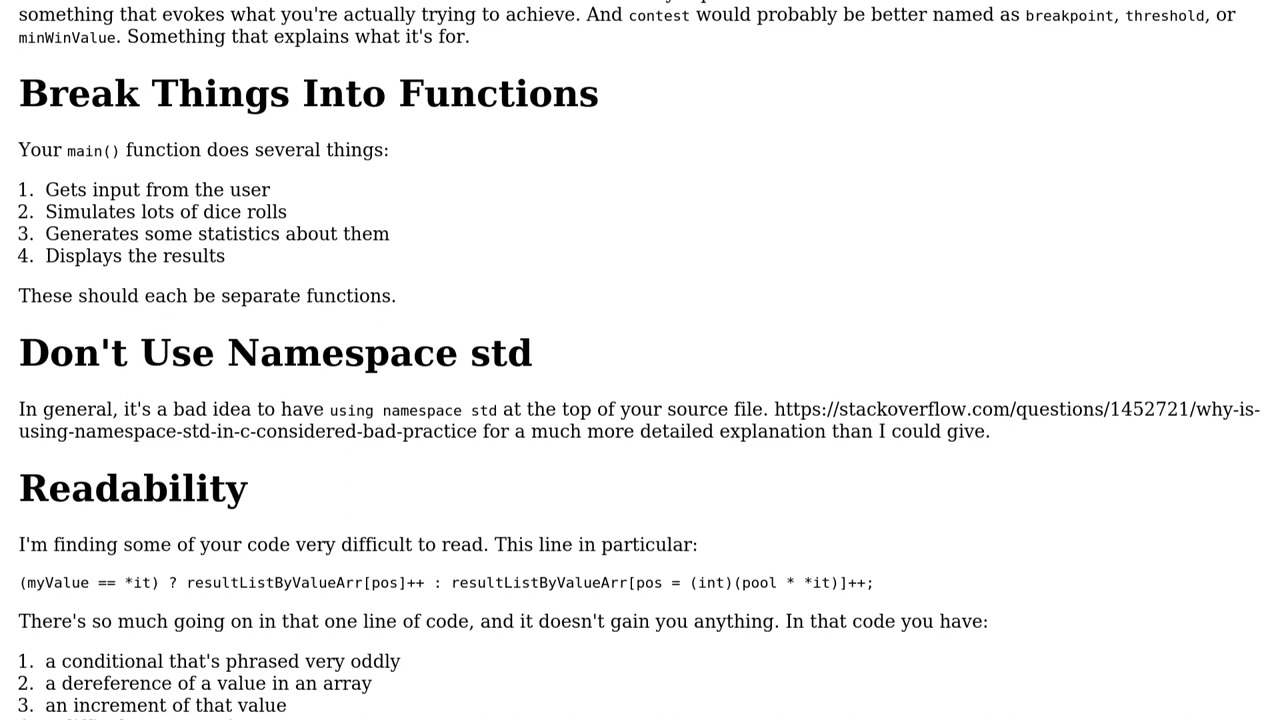 something that evokes what you're actually trying to achieve. And contest would probably be better named as breakpoint, threshold, or
minWinValue. Something that explains what it's for.
Break Things Into Functions
Your main() function does several things:
1. Gets input from the user
2. Simulates lots of dice rolls
3. Generates some statistics about them
4. Displays the results
These should each be separate functions.
Don't Use Namespace std
In general, it's a bad idea to have using namespace std at the top of your source file. https://stackoverflow.com/questions/1452721/why-is-
using-namespace-std-in-c-considered-bad-practice for a much more detailed explanation than I could give.
Readability
I'm finding some of your code very difficult to read. This line in particular:
(myValue == *it) ? resultListByValueArr[pos]++ : resultListByValueArr[pos = (int)(pool * *it)]++;
There's so much going on in that one line of code, and it doesn't gain you anything. In that code you have:
1. a conditional that's phrased very oddly
2. a dereference of a value in an array
3. an increment of that value